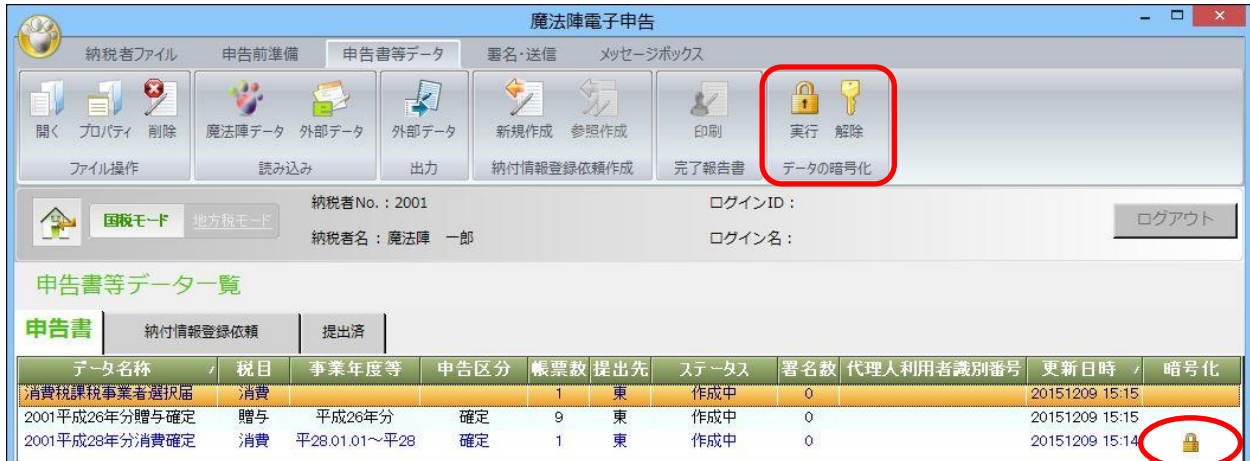 魔法陣電子申告
納税者ファイル 申告前準備 申告書等データ 署名・送信 メッセージボックス
開く プロパティ 削除 魔法陣データ 外部データ 外部データ 新規作成 参照作成 印刷 実行 解除
ファイル操作 読み込み 出力 納付情報登録依頼作成 完了報告書 データの暗号化
納税者No.：2001 ログインID：
国税モード 地方税モード ログアウト
納税者名：魔法陣 一郎 ログイン名：
申告書等データ一覧
申告書 納付情報登録依頼 提出済
データ名称 税目 事業年度等 申告区分 帳票数 提出先 ステータス 署名数 代理人利用者識別番号 更新日時 暗号化
消費税課税事業者選択届 消費 1 東 作成中 0 20151209 15:15
2001平成26年分贈与確定 贈与 平成26年分 確定 9 東 作成中 0 20151209 15:15
2001平成28年分消費確定 消費 平28.01.01～平28 確定 1 東 作成中 0 20151209 15:14